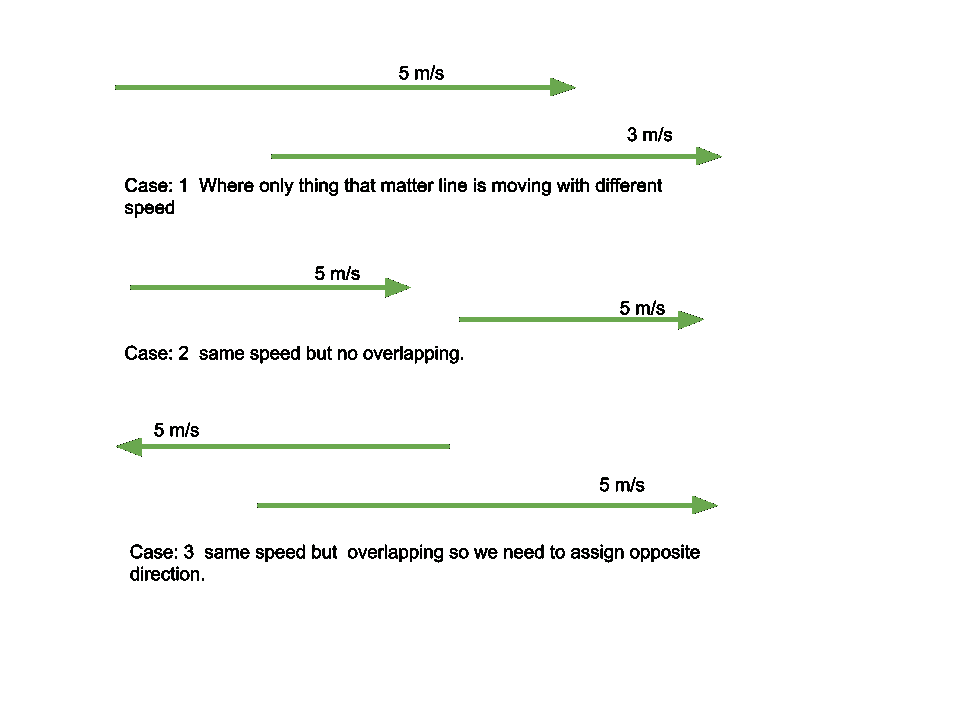 5 m/s
3 m/s
Case: 1 Where only thing that matter line is moving with different
speed
5 m/s
5 m/s
Case: 2 same speed but no overlapping.
5 m/s
5 m/s
Case: 3 same speed but overlapping so we need to assign opposite
direction.